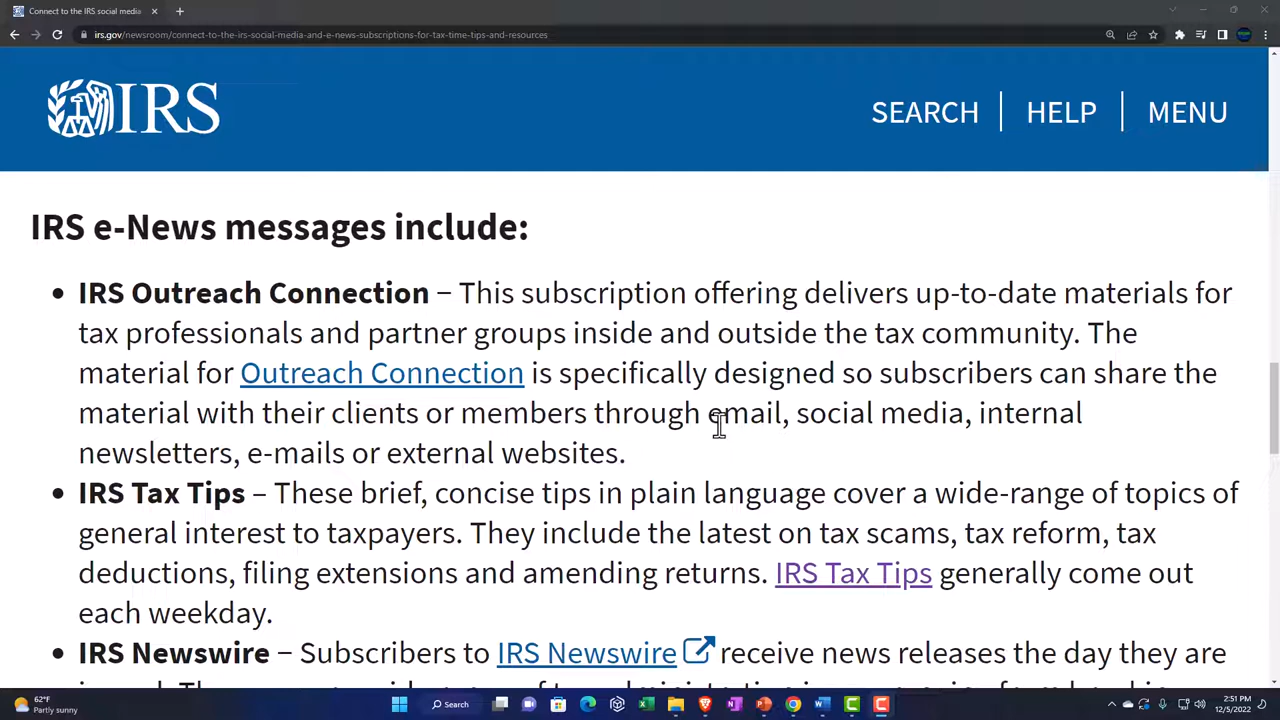 Connect to the IRS social media
irs.gov/newsroom/connect-to-the-irs-social-media-and-e-news-subscriptions-for-tax-time-tips-and-resources
IRS
SEARCH
HELP
MENU
IRS e-News messages include:
• IRS Outreach Connection – This subscription offering delivers up-to-date materials for
tax professionals and partner groups inside and outside the tax community. The
material for Outreach Connection is specifically designed so subscribers can share the
material with their clients or members through email, social media, internal
newsletters, e-mails or external websites.
• IRS Tax Tips – These brief, concise tips in plain language cover a wide-range of topics of
general interest to taxpayers. They include the latest on tax scams, tax reform, tax
deductions, filing extensions and amending returns. IRS Tax Tips generally come out
each weekday.
• IRS Newswire – Subscribers to IRS Newswire receive news releases the day they are
62°F
Partly sunny
Search
2:51 PM
12/5/2022